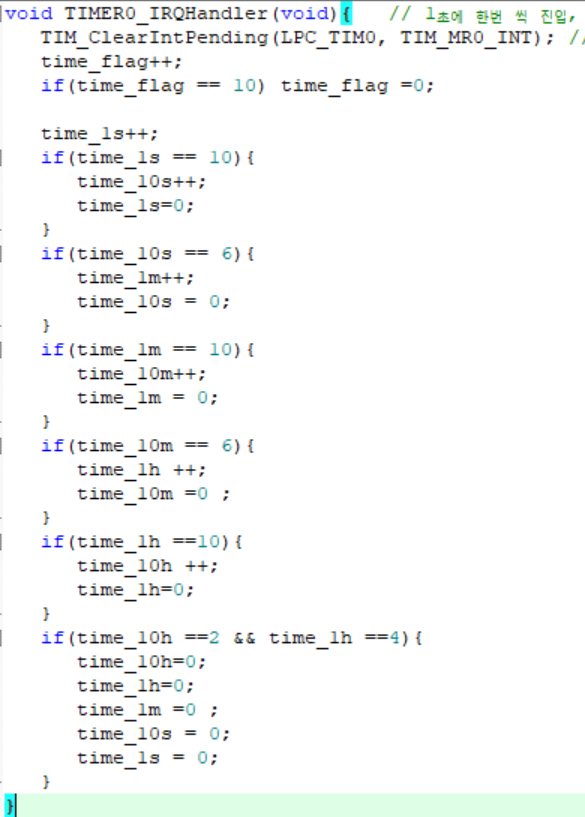 void TIMER0_IRQHandler(void){ // 1초에 한번 씩 진입,
TIM_ClearIntPending(LPC_TIM0, TIM_MR0_INT); //
time_flag++;
if(time_flag == 10) time_flag =0;
time_1s++;
if(time_1s == 10){
time_10s++;
time_1s=0;
}
if(time_10s == 6){
time_1m++;
time_10s = 0;
}
if(time_1m == 10){
time_10m++;
time_1m = 0;
}
if(time_10m == 6){
time_1h ++;
time_10m =0 ;
}
if(time_1h ==10){
time_10h ++;
time_1h=0;
}
if(time_10h ==2 && time_1h ==4){
time_10h=0;
time_1h=0;
time_1m =0 ;
time_10s = 0;
time_1s = 0;
}
}